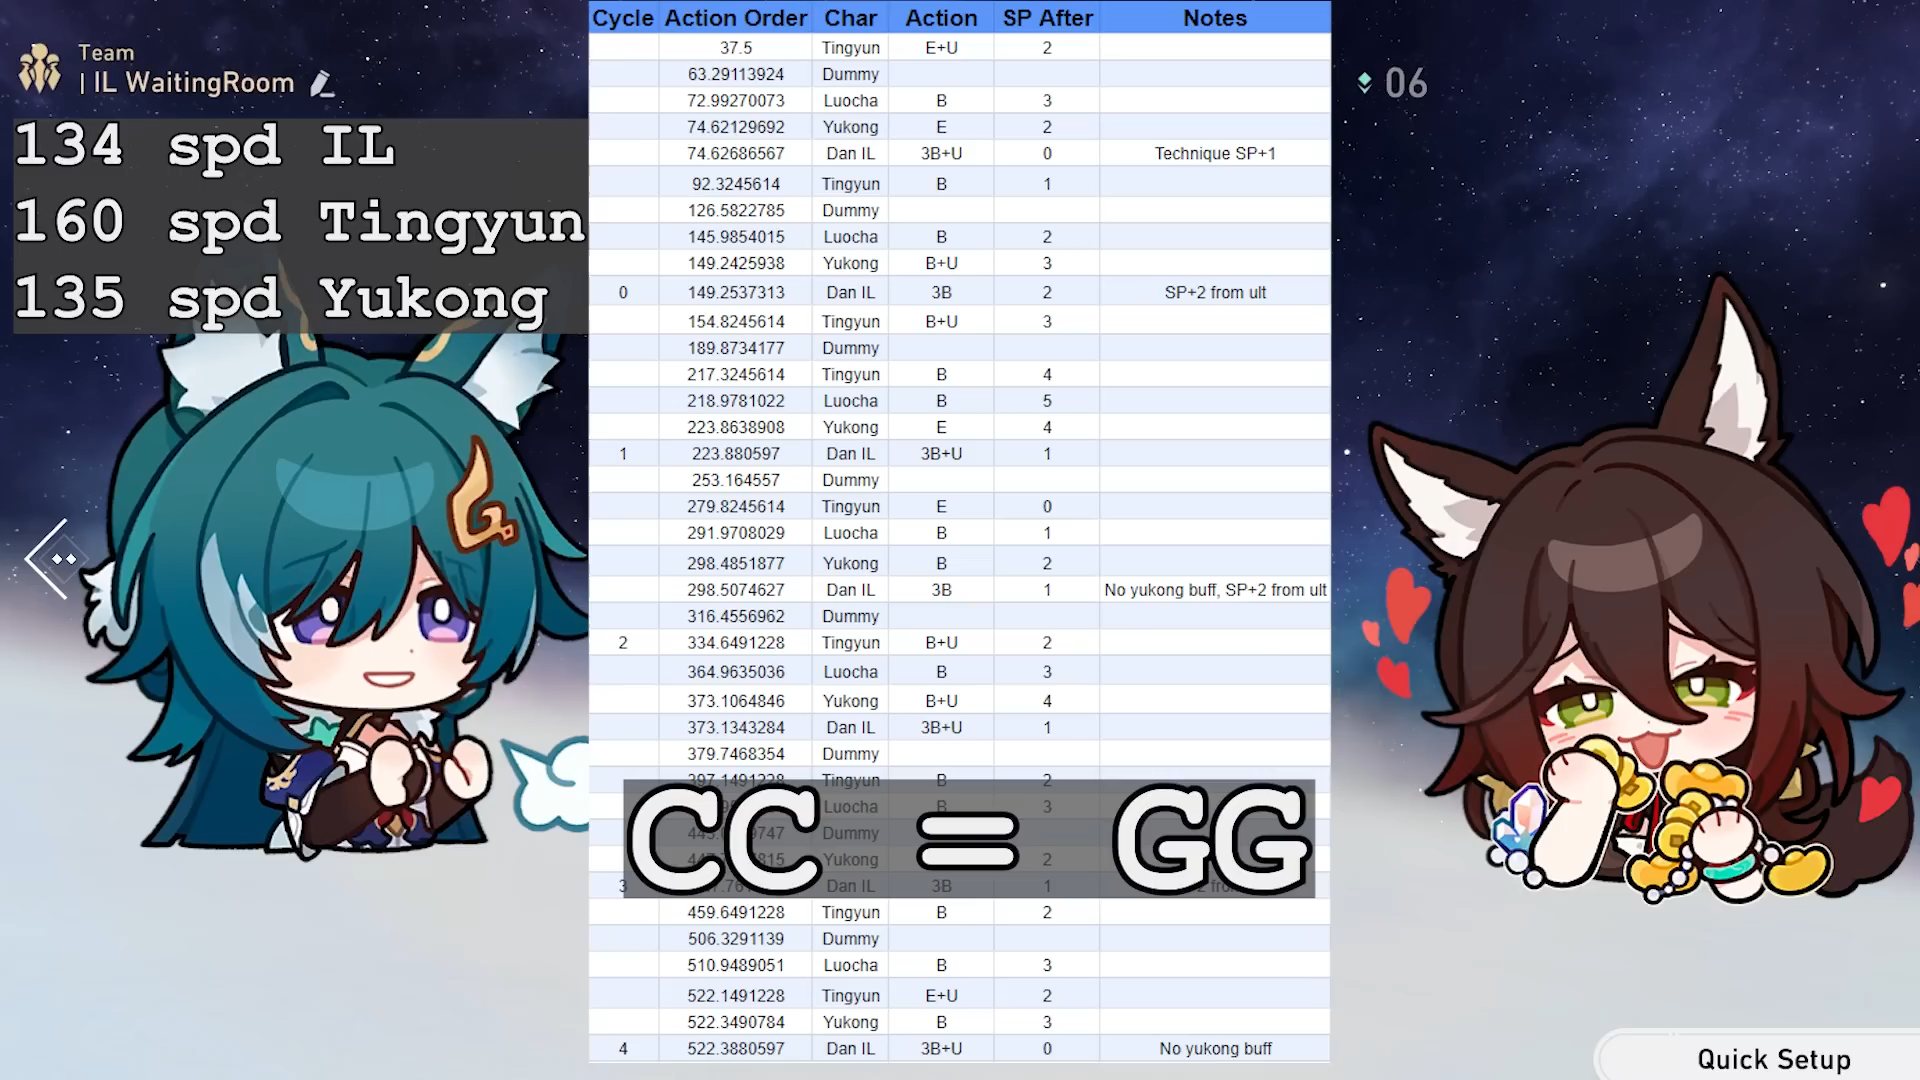 Team
| IL WaitingRoom
134 spd IL
160 spd Tingyun
135 spd Yukong
Cycle Action Order Char Action SP After Notes
37.5 Tingyun E+U 2
63.29113924 Dummy
72.99270073 Luocha B 3
74.62129692 Yukong E 2
74.62686567 Dan IL 3B+U 0 Technique SP+1
92.3245614 Tingyun B 1
126.5822785 Dummy
145.9854015 Luocha B 2
149.2425938 Yukong B+U 3
0 149.2537313 Dan IL 3B 2 SP+2 from ult
154.8245614 Tingyun B+U 3
189.8734177 Dummy
217.3245614 Tingyun B 4
218.9781022 Luocha B 5
223.8638908 Yukong E 4
1 223.880597 Dan IL 3B+U 1
253.164557 Dummy
279.8245614 Tingyun E 0
291.9708029 Luocha B 1
298.4851877 Yukong B 2
298.5074627 Dan IL 3B 1 No yukong buff, SP+2 from ult
316.4556962 Dummy
2 334.6491228 Tingyun B+U 2
364.9635036 Luocha B 3
373.1064846 Yukong B+U 4
373.1343284 Dan IL 3B+U 1
379.7468354 Dummy
397.1491228 Tingyun B 2
Luocha B 3
Dummy
Yukong 2
3 Dan IL 3B 1
CC = GG
459.6491228 Tingyun B 2
506.3291139 Dummy
510.9489051 Luocha B 3
522.1491228 Tingyun E+U 2
522.3490784 Yukong B 3
4 522.3880597 Dan IL 3B+U 0 No yukong buff
06
Quick Setup